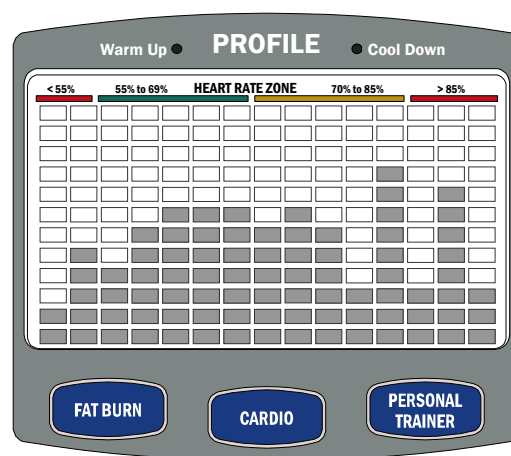 Warm Up PROFILE Cool Down
< 55% 55% to 69% HEART RATE ZONE 70% to 85% > 85%
FAT BURN
CARDIO
PERSONAL
TRAINER